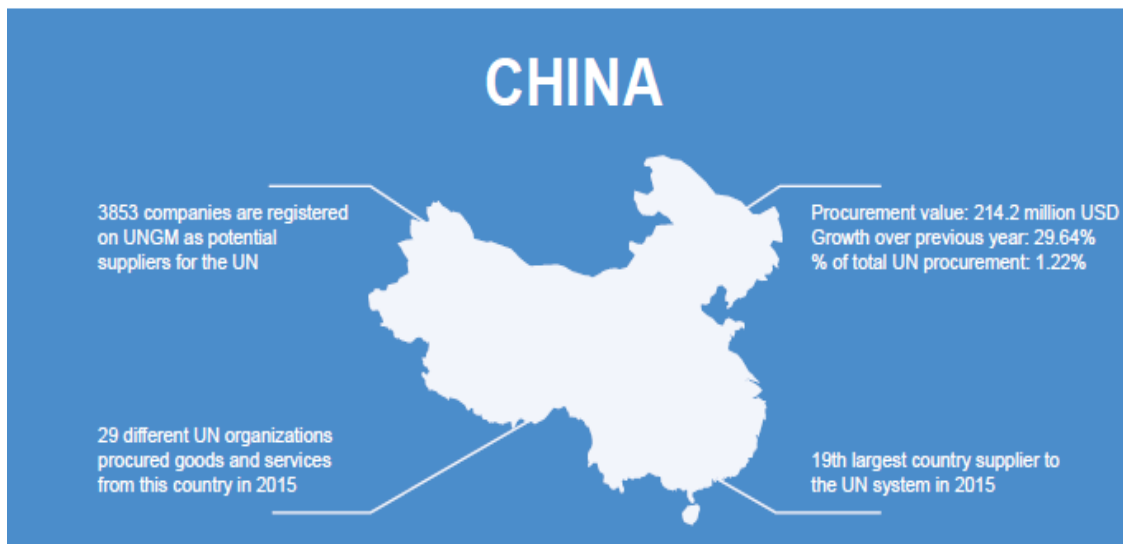 CHINA
3853 companies are registered
on UNGM as potential
suppliers for the UN
Procurement value: 214.2 million USD
Growth over previous year: 29.64%
% of total UN procurement: 1.22%
29 different UN organizations
procured goods and services
from this country in 2015
19th largest country supplier to
the UN system in 2015